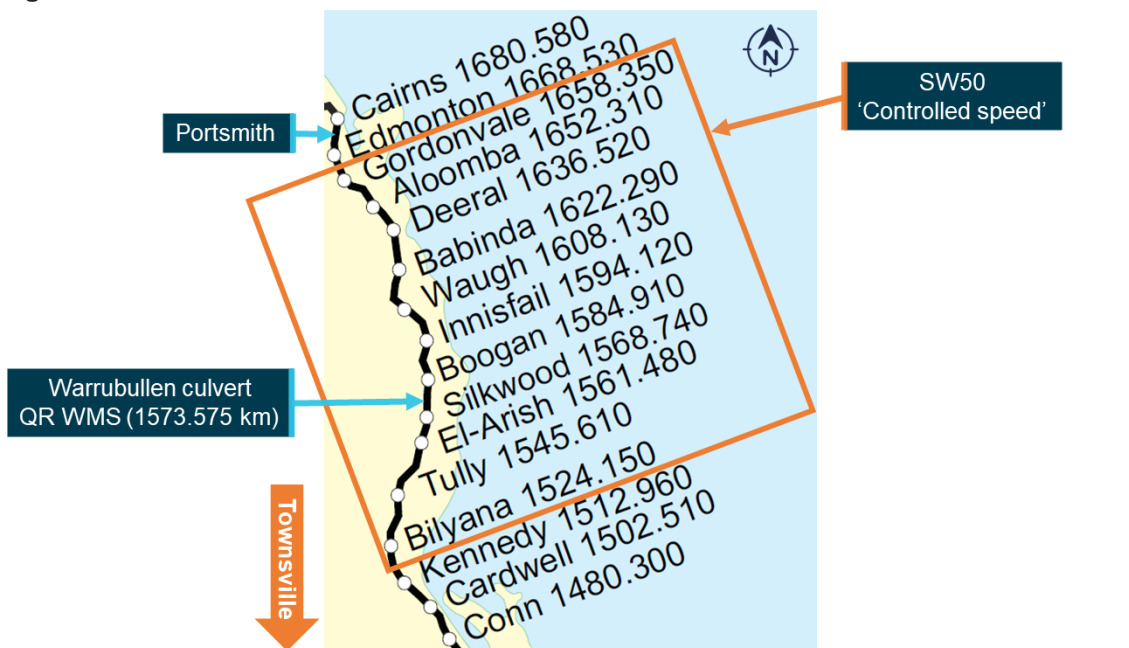 Cairns 1680.580
Edmonton 1668.530
Gordonvale 1658.350
Aloomba 1652.310
Deeral 1636.520
Babinda 1622.290
Waugh 1608.130
Innisfail 1594.120
Boogan 1584.910
Silkwood 1568.740
El-Arish 1561.480
Tully 1545.610
Bilyana 1524.150
Kennedy 1512.960
Cardwell 1502.510
Conn 1480.300
N
SW50
'Controlled speed'
Portsmith
Warrubullen culvert
QR WMS (1573.575 km)
Townsville